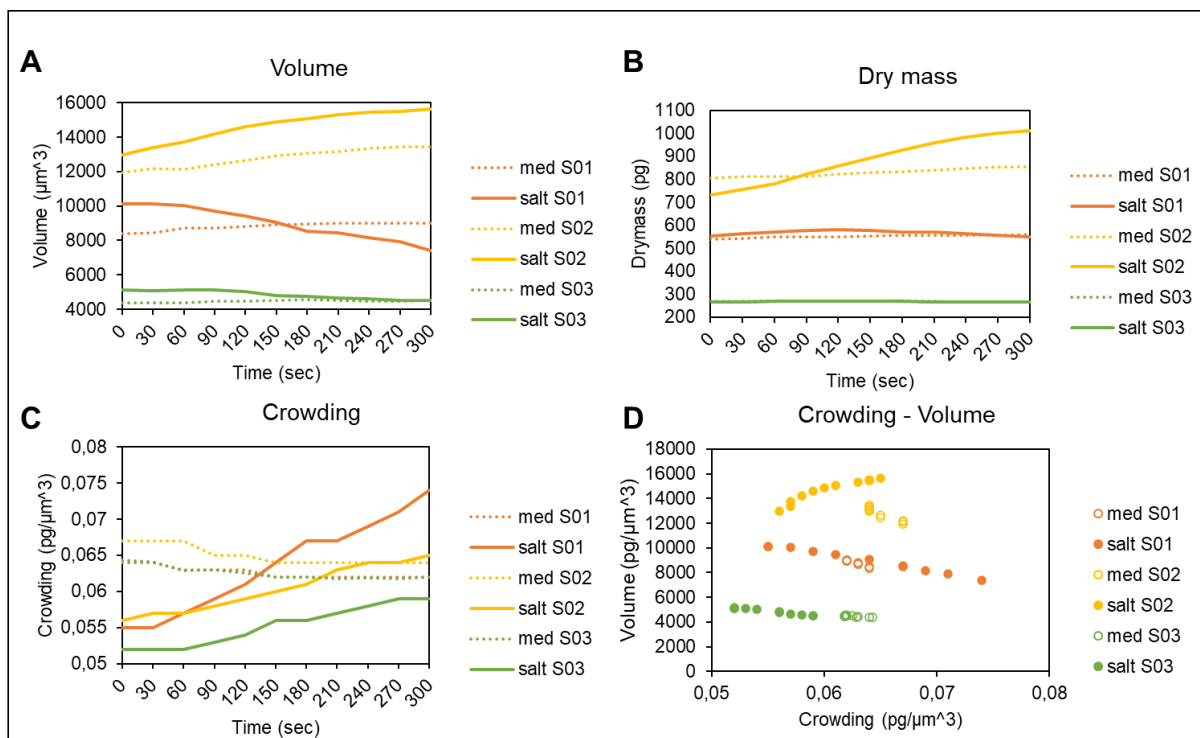 A
Volume
Volume (µm^3)
16000
14000
12000
10000
8000
6000
4000
0
30
60
90
120
150
180
210
240
270
300
Time (sec)
med S01
salt S01
med S02
salt S02
med S03
salt S03
B
Dry mass
Drymass (pg)
1100
1000
900
800
700
600
500
400
300
200
0
30
60
90
120
150
180
210
240
270
300
Time (sec)
med S01
salt S01
med S02
salt S02
med S03
salt S03
C
Crowding
Crowding (pg/µm^3)
0,08
0,075
0,07
0,065
0,06
0,055
0,05
0
30
60
90
120
150
180
210
240
270
300
Time (sec)
med S01
salt S01
med S02
salt S02
med S03
salt S03
D
Crowding - Volume
Volume (pg/µm^3)
18000
16000
14000
12000
10000
8000
6000
4000
2000
0
0,05
0,06
0,07
0,08
Crowding (pg/µm^3)
med S01
salt S01
med S02
salt S02
med S03
salt S03